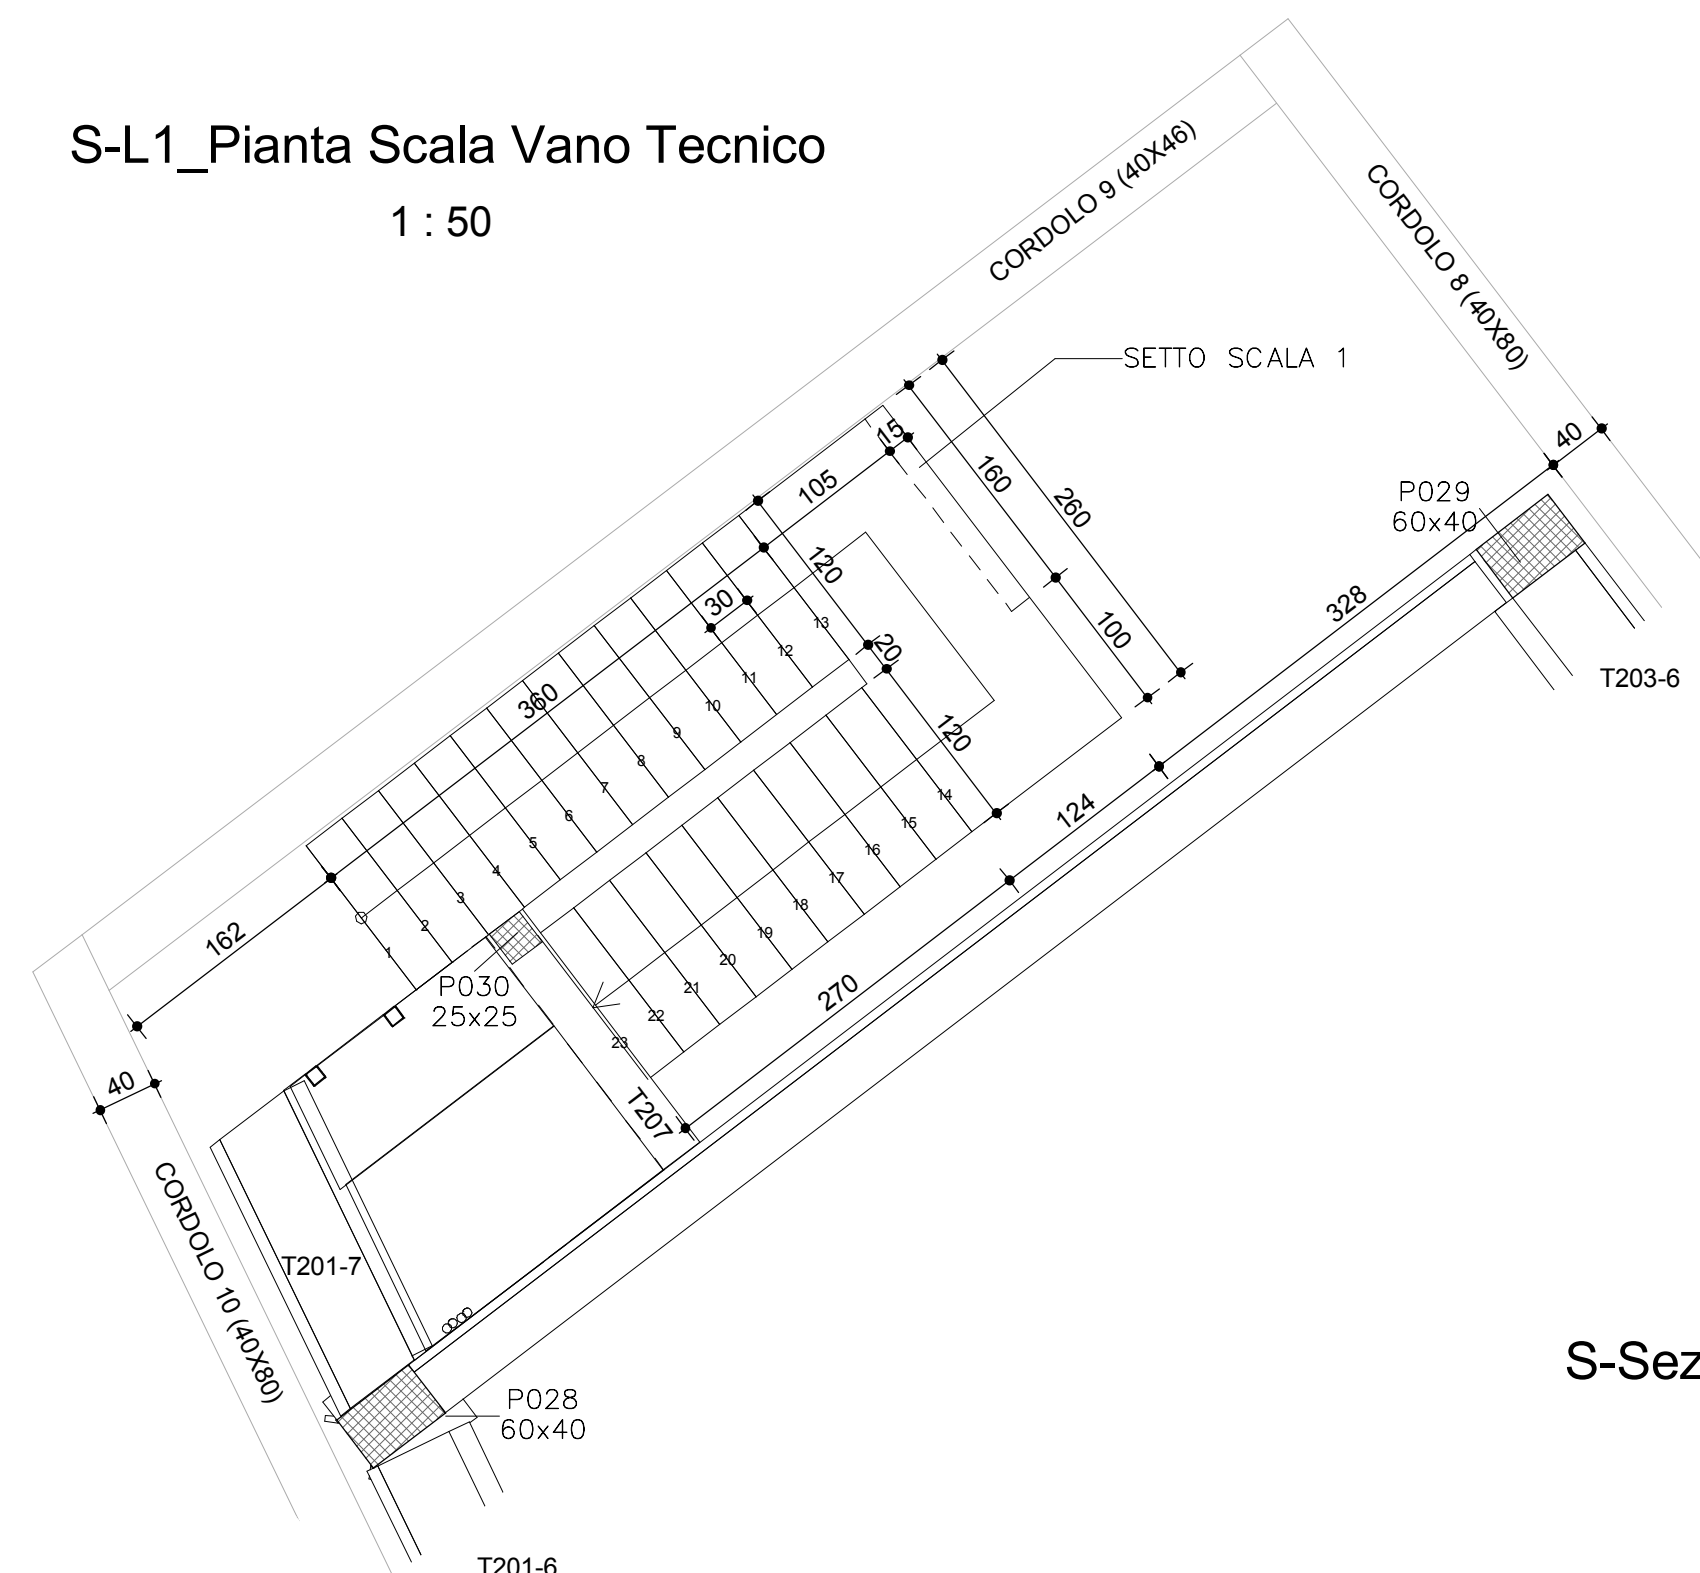 S-L1_Pianta Scala Vano Tecnico
1 : 50
CORDOLO 9 (40X46)
CORDOLO 8 (40X80)
SETTO SCALA 1
15
105
160
260
40
P029
60x40
120
30
328
13
12
100
20
11
T203-6
360
10
9
120
8
7
14
124
6
15
5
16
4
17
3
18
162
2
19
1
20
P030
25x25
21
270
22
23
40
T207
CORDOLO 10 (40X80)
T201-7
S-Sez
P028
60x40
T201-6